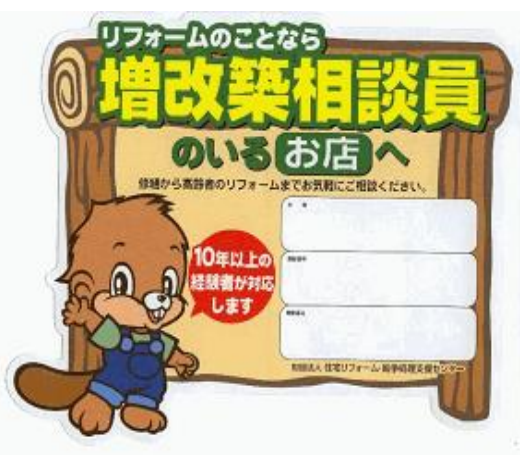 リフォームのことなら
増改築相談員
のいるお店へ
修繕から高齢者のリフォームまでお気軽にご相談ください。
10年以上の
経験者が対応
します
財団法人 住宅リフォーム・紛争処理支援センター